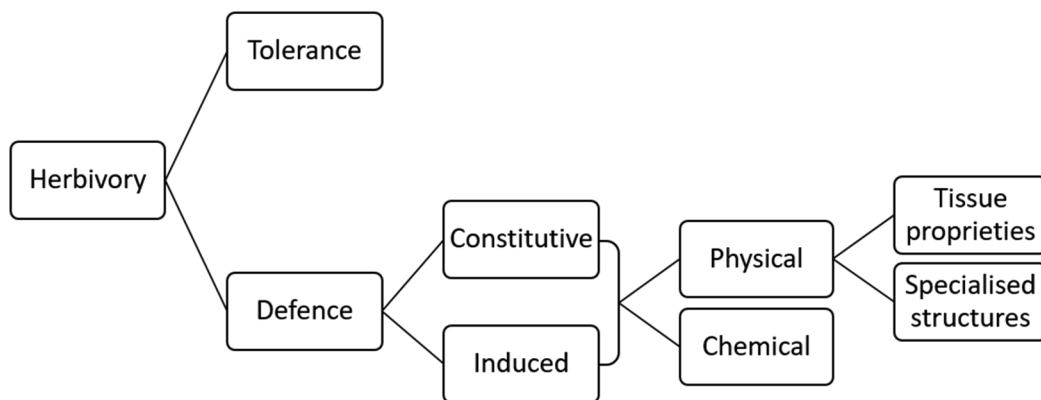 Tolerance
Herbivory
Defence
Constitutive
Induced
Physical
Chemical
Tissue
proprieties
Specialised
structures